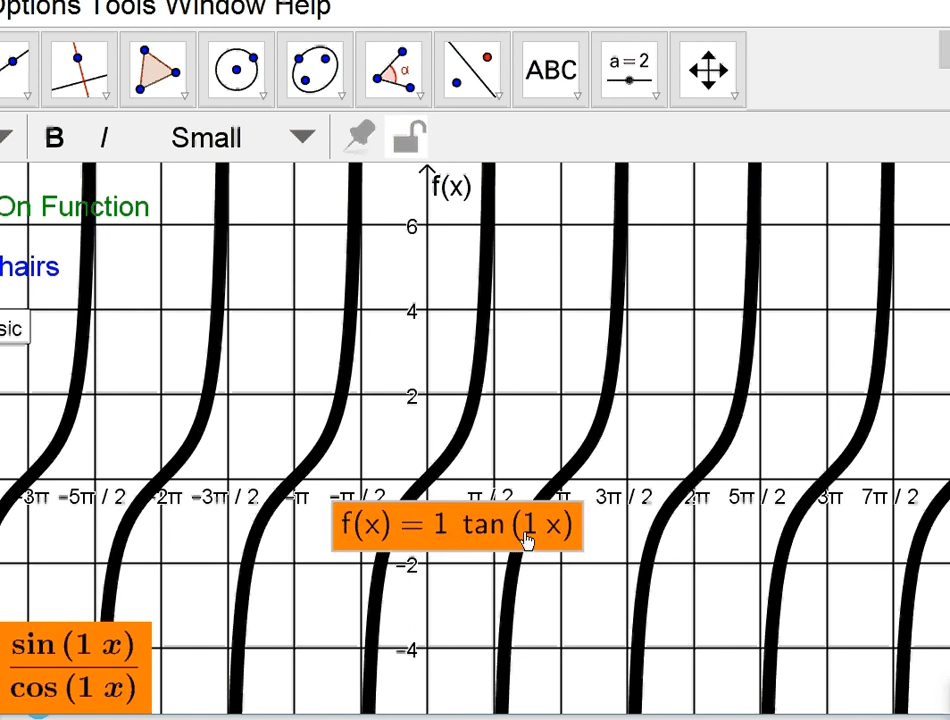 Options Tools Window Help
α
ABC
a = 2
B I Small
f(x)
On Function
6
hairs
4
sic
2
-3π -5π / 2 -2π -3π / 2 -π -π / 2 π / 2 π 3π / 2 2π 5π / 2 3π 7π / 2
f(x) = 1 tan (1 x)
-2
sin (1 x)
-4
cos (1 x)